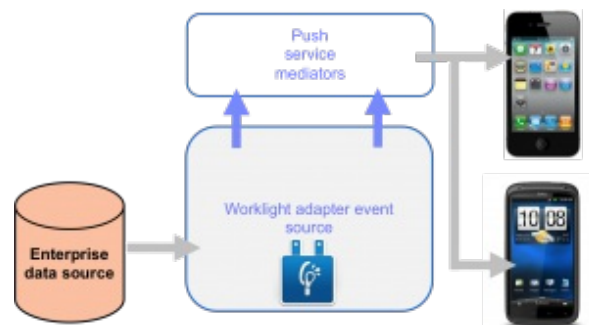 Push
service
mediators
Worklight adapter event
source
Enterprise
data source
10 08